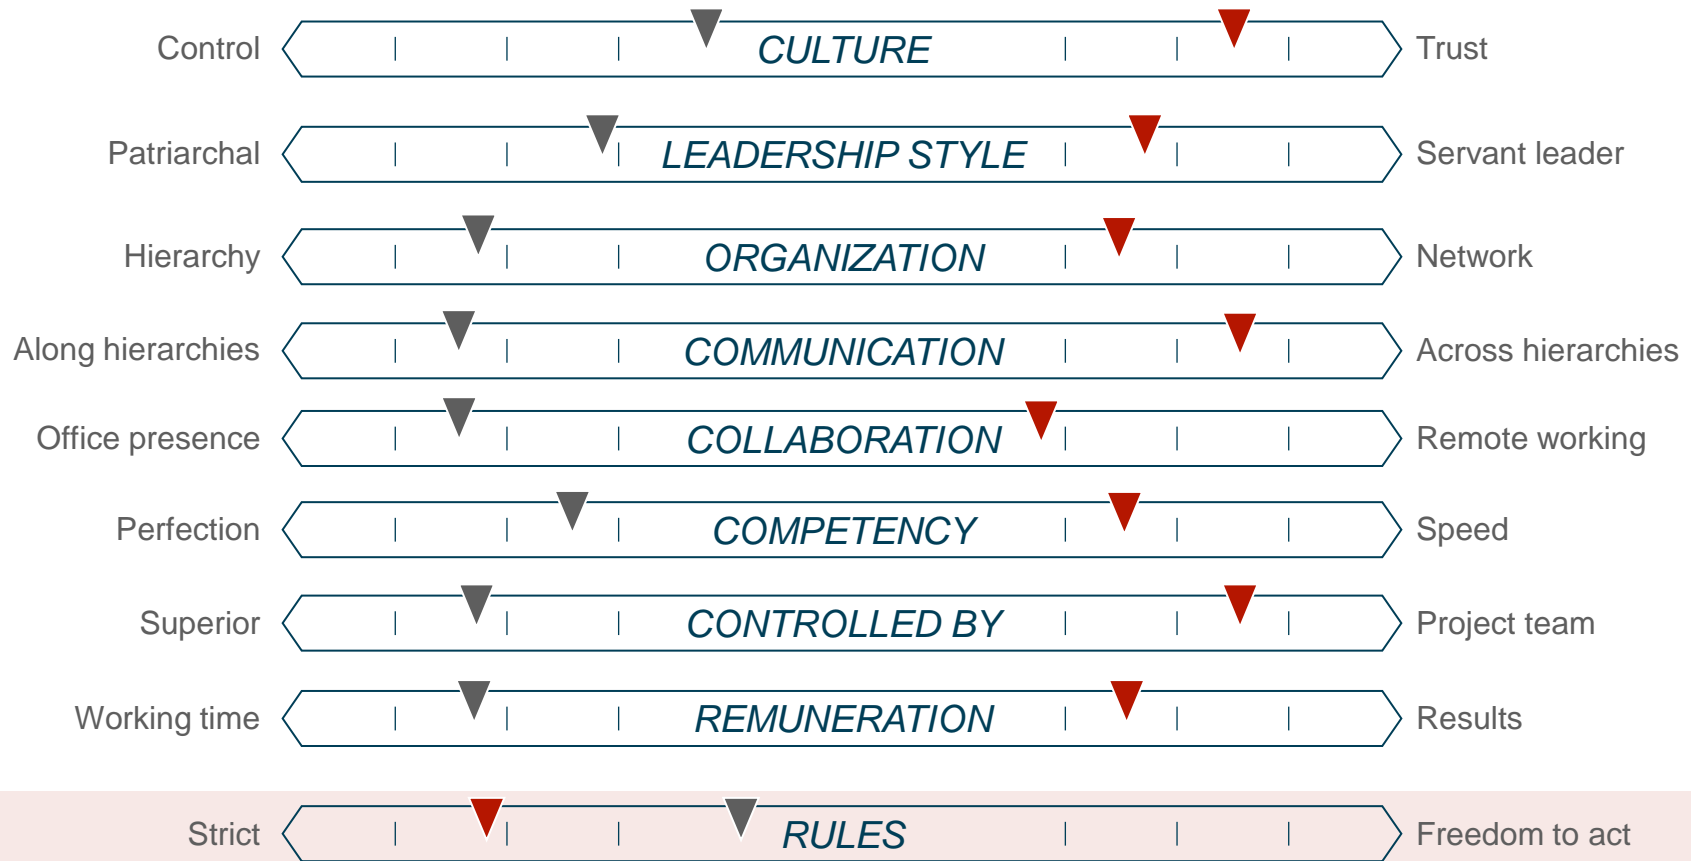 Control CULTURE Trust
Patriarchal LEADERSHIP STYLE Servant leader
Hierarchy ORGANIZATION Network
Along hierarchies COMMUNICATION Across hierarchies
Office presence COLLABORATION Remote working
Perfection COMPETENCY Speed
Superior CONTROLLED BY Project team
Working time REMUNERATION Results
Strict RULES Freedom to act